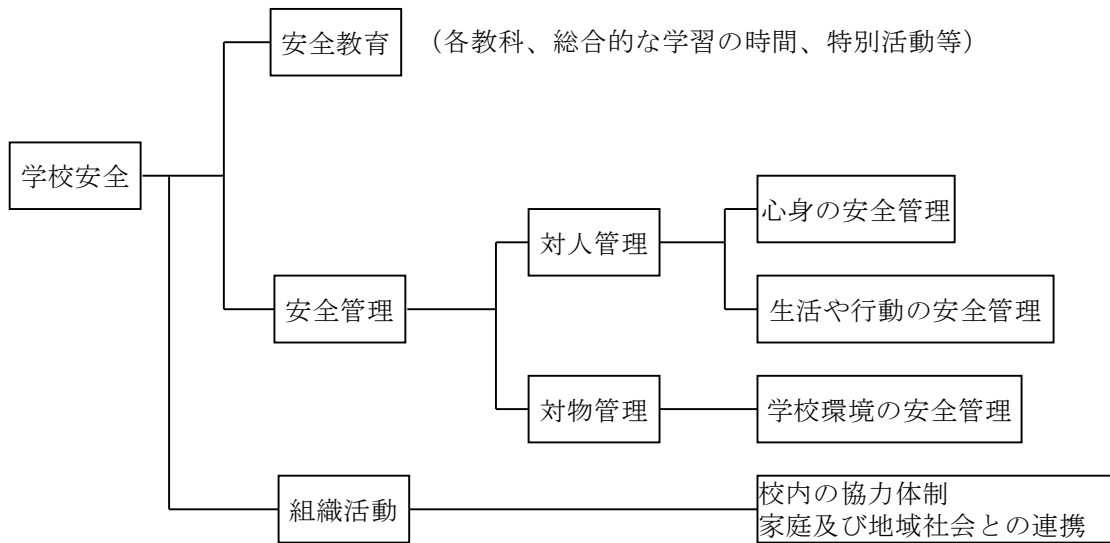 安全教育 （各教科、総合的な学習の時間、特別活動等）
学校安全
心身の安全管理
対人管理
安全管理
生活や行動の安全管理
対物管理
学校環境の安全管理
組織活動
校内の協力体制
家庭及び地域社会との連携